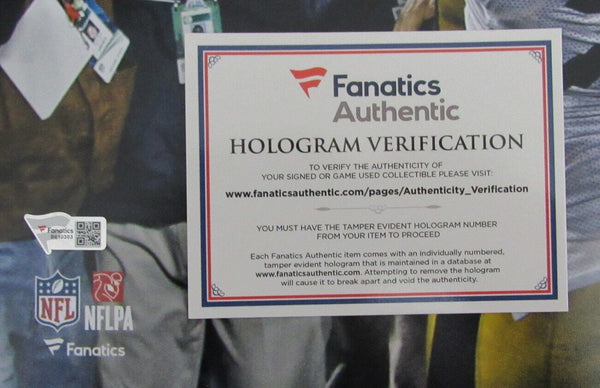 Fanatics
Authentic
HOLOGRAM VERIFICATION
TO VERIFY THE AUTHENTICITY OF
YOUR SIGNED OR GAME USED COLLECTIBLE PLEASE VISIT:
www.fanaticsauthentic.com/pages/Authenticity_Verification
YOU MUST HAVE THE TAMPER EVIDENT HOLOGRAM NUMBER
FROM YOUR ITEM TO PROCEED
Each Fanatics Authentic item comes with an individually numbered,
tamper evident hologram that is maintained in a database at
www.fanaticsauthentic.com. Attempting to remove the hologram
will cause it to break apart and void the authenticity.
Fanatics
NFL
NFLPA
Fanatics